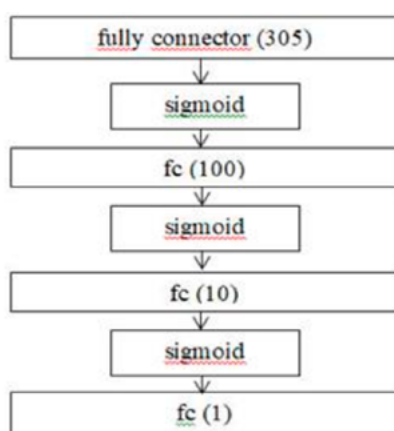 fully connector (305)
sigmoid
fc (100)
sigmoid
fc (10)
sigmoid
fc (1)